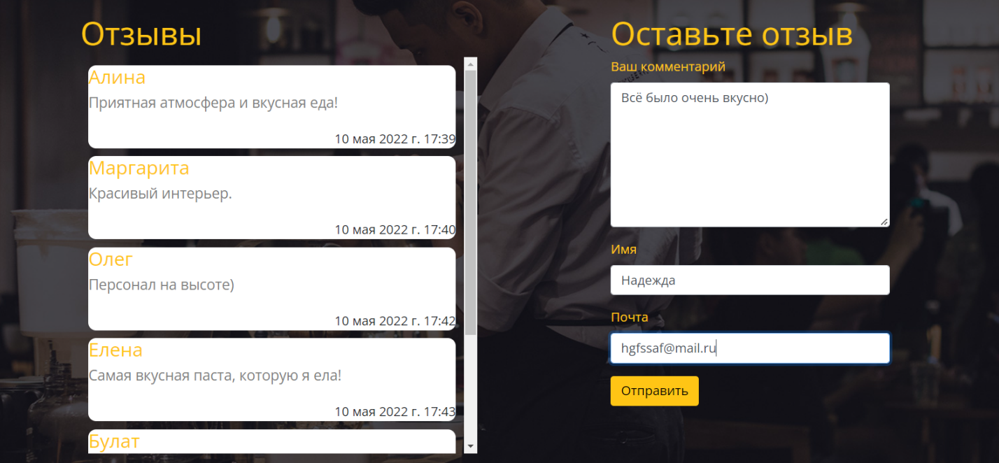 Отзывы
Алина
Приятная атмосфера и вкусная еда!
10 мая 2022 г. 17:39
Маргарита
Красивый интерьер.
10 мая 2022 г. 17:40
Олег
Персонал на высоте)
10 мая 2022 г. 17:42
Елена
Самая вкусная паста, которую я ела!
10 мая 2022 г. 17:43
Булат
Оставьте отзыв
Ваш комментарий
Всё было очень вкусно)
Имя
Надежда
Почта
hgfssaf@mail.ru
Отправить